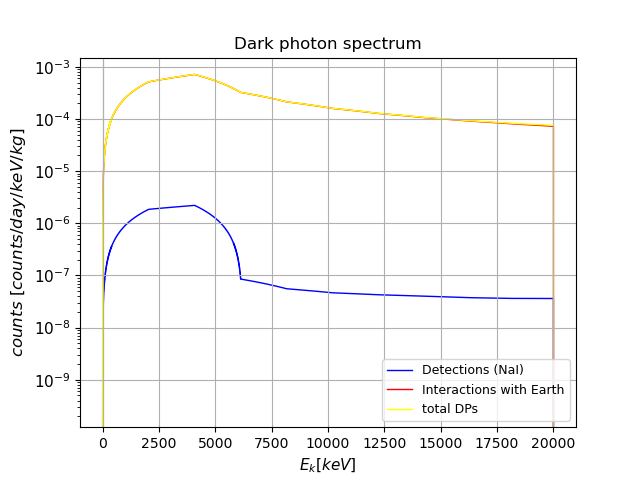 Dark photon spectrum
10⁻³
10⁻⁴
10⁻⁵
10⁻⁶
10⁻⁷
10⁻⁸
10⁻⁹
counts [counts/day/keV/kg]
Detections (NaI)
Interactions with Earth
total DPs
0 2500 5000 7500 10000 12500 15000 17500 20000
E_k[keV]